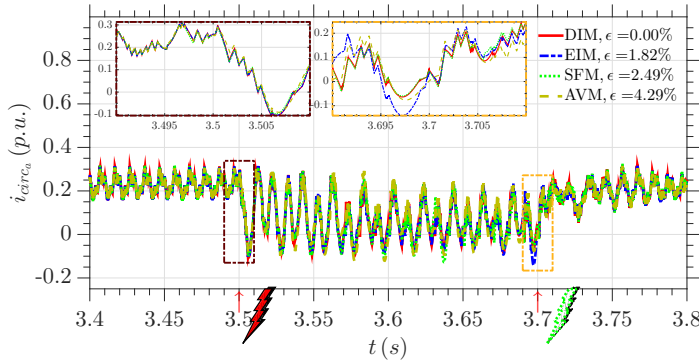 0.3
0.2
0.1
0
-0.1
3.495 3.5 3.505
0.2
0.1
0
0.1
3.695 3.7 3.705
DIM, ϵ =0.00%
EIM, ϵ =1.82%
SFM, ϵ =2.49%
AVM, ϵ =4.29%
1.0
0.8
0.6
0.4
0.2
0
-0.2
i_circ_a (p.u.)
3.4 3.45 3.5 3.55 3.6 3.65 3.7 3.75 3.8
t (s)